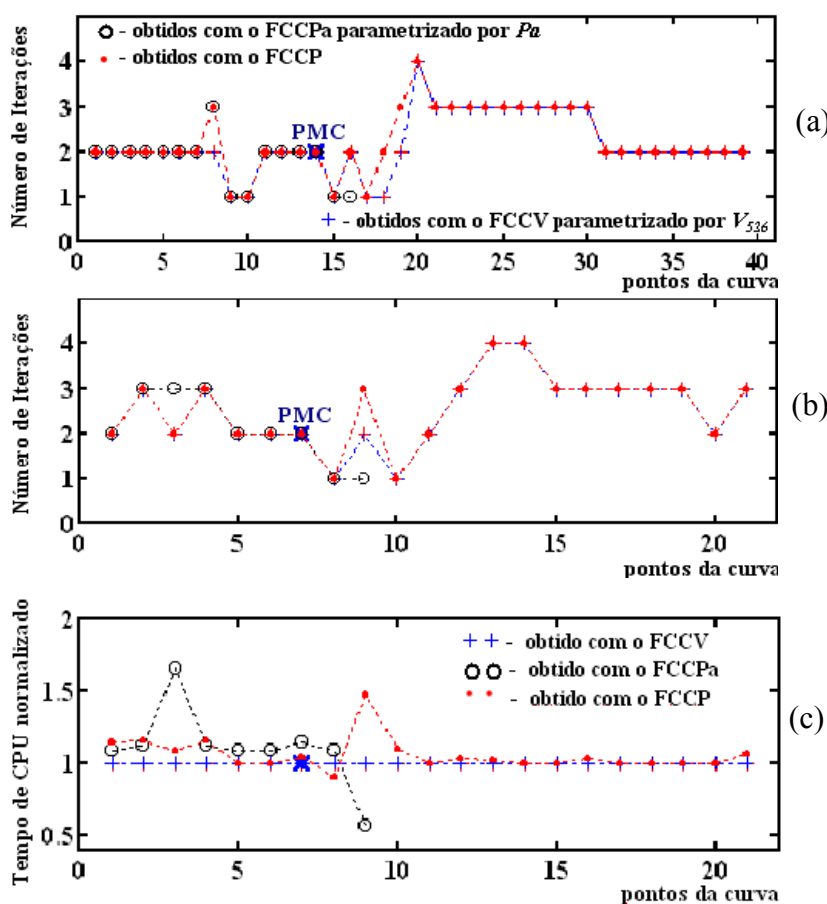 O - obtidos com o FCCPa parametrizado por Pa
• - obtidos com o FCCP
Número de Iterações
4
3
2
1
0
PMC
+ - obtidos com o FCCV parametrizado por V536
0 5 10 15 20 25 30 35 40
pontos da curva
(a)
Número de Iterações
4
3
2
1
0
PMC
0 5 10 15 20
pontos da curva
(b)
Tempo de CPU normalizado
2
1.5
1
0.5
+ + - obtido com o FCCV
O O - obtido com o FCCPa
• • - obtido com o FCCP
0 5 10 15 20
pontos da curva
(c)